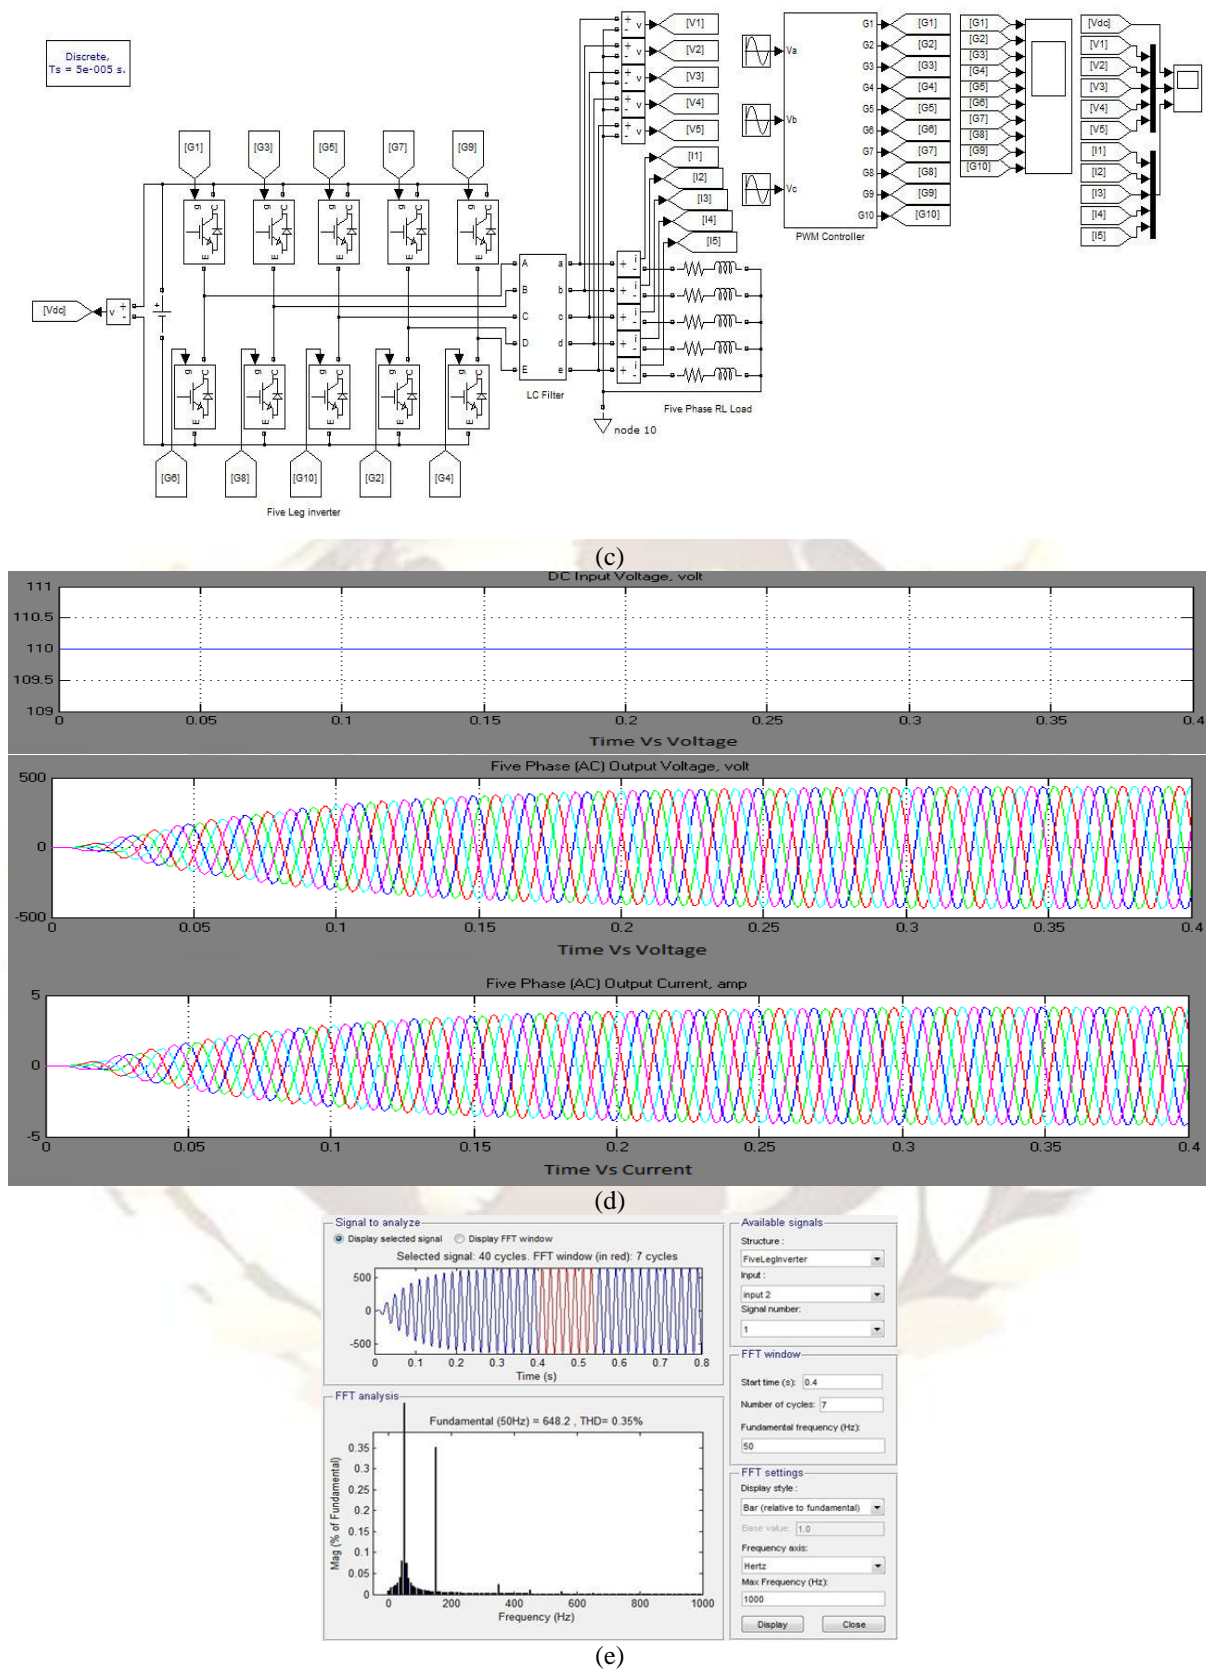 Discrete,
Ts = 5e-005 s.
[G1] [G3] [G5] [G7] [G9]
g C g C g C g C g C
E E E E E
[Vdc]
v + -
+
g C g C g C g C g C
E E E E E
[G6] [G8] [G10] [G2] [G4]
Five Leg inverter
A a
B b
C c
D d
E e
LC Filter
+ - v [V1]
+ - v [V2]
+ - v [V3]
+ - v [V4]
+ - v [V5]
[I1]
[I2]
[I3]
[I4]
[I5]
+ i -
+ i -
+ i -
+ i -
+ i -
Five Phase RL Load
node 10
Va
Vb
Vc
G1 [G1]
G2 [G2]
G3 [G3]
G4 [G4]
G5 [G5]
G6 [G6]
G7 [G7]
G8 [G8]
G9 [G9]
G10 [G10]
PWM Controller
[G1]
[G2]
[G3]
[G4]
[G5]
[G6]
[G7]
[G8]
[G9]
[G10]
[Vdc]
[V1]
[V2]
[V3]
[V4]
[V5]
[I1]
[I2]
[I3]
[I4]
[I5]
(c)
DC Input Voltage, volt
111
110.5
110
109.5
109
0 0.05 0.1 0.15 0.2 0.25 0.3 0.35 0.4
Time Vs Voltage
Five Phase (AC) Output Voltage, volt
500
0
-500
0 0.05 0.1 0.15 0.2 0.25 0.3 0.35 0.4
Time Vs Voltage
Five Phase (AC) Output Current, amp
5
0
-5
0 0.05 0.1 0.15 0.2 0.25 0.3 0.35 0.4
Time Vs Current
(d)
Signal to analyze
Display selected signal Display FFT window
Selected signal: 40 cycles. FFT window (in red): 7 cycles
500
0
-500
0 0.1 0.2 0.3 0.4 0.5 0.6 0.7 0.8
Time (s)
FFT analysis
Fundamental (50Hz) = 648.2 , THD= 0.35%
Mag (% of Fundamental)
0.35
0.3
0.25
0.2
0.15
0.1
0.05
0
0 200 400 600 800 1000
Frequency (Hz)
Available signals
Structure :
FiveLegInverter
Input :
input 2
Signal number:
1
FFT window
Start time (s): 0.4
Number of cycles: 7
Fundamental frequency (Hz):
50
FFT settings
Display style :
Bar (relative to fundamental)
Base value: 1.0
Frequency axis:
Hertz
Max Frequency (Hz):
1000
Display Close
(e)